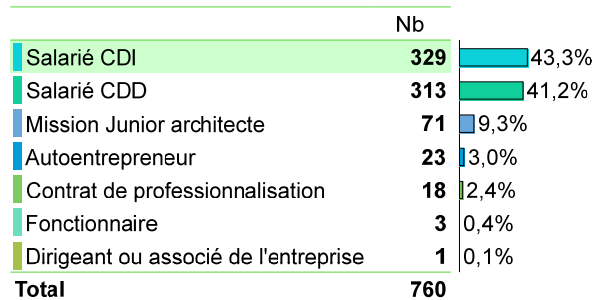 Nb
Salarié CDI 329 43,3%
Salarié CDD 313 41,2%
Mission Junior architecte 71 9,3%
Autoentrepreneur 23 3,0%
Contrat de professionnalisation 18 2,4%
Fonctionnaire 3 0,4%
Dirigeant ou associé de l'entreprise 1 0,1%
Total 760